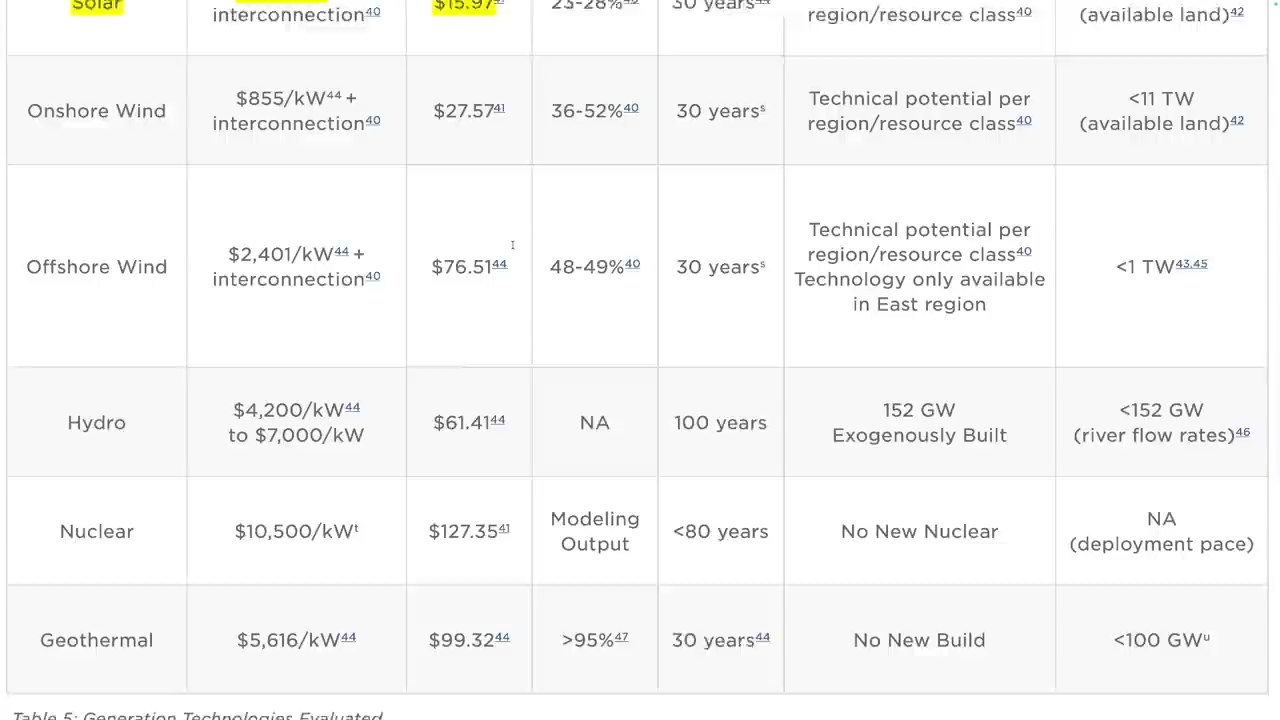 Solar
interconnection40
$15.9741
23-28%40
30 years44
region/resource class40
(available land)42
Onshore Wind
$855/kW44 +
interconnection40
$27.5741
36-52%40
30 yearss
Technical potential per
region/resource class40
<11 TW
(available land)42
Offshore Wind
$2,401/kW44 +
interconnection40
$76.5144
48-49%40
30 yearss
Technical potential per
region/resource class40
Technology only available
in East region
<1 TW43,45
Hydro
$4,200/kW44
to $7,000/kW
$61.4144
NA
100 years
152 GW
Exogenously Built
<152 GW
(river flow rates)46
Nuclear
$10,500/kWt
$127.3541
Modeling
Output
<80 years
No New Nuclear
NA
(deployment pace)
Geothermal
$5,616/kW44
$99.3244
>95%47
30 years44
No New Build
<100 GWu
Table 5: Generation Technologies Evaluated